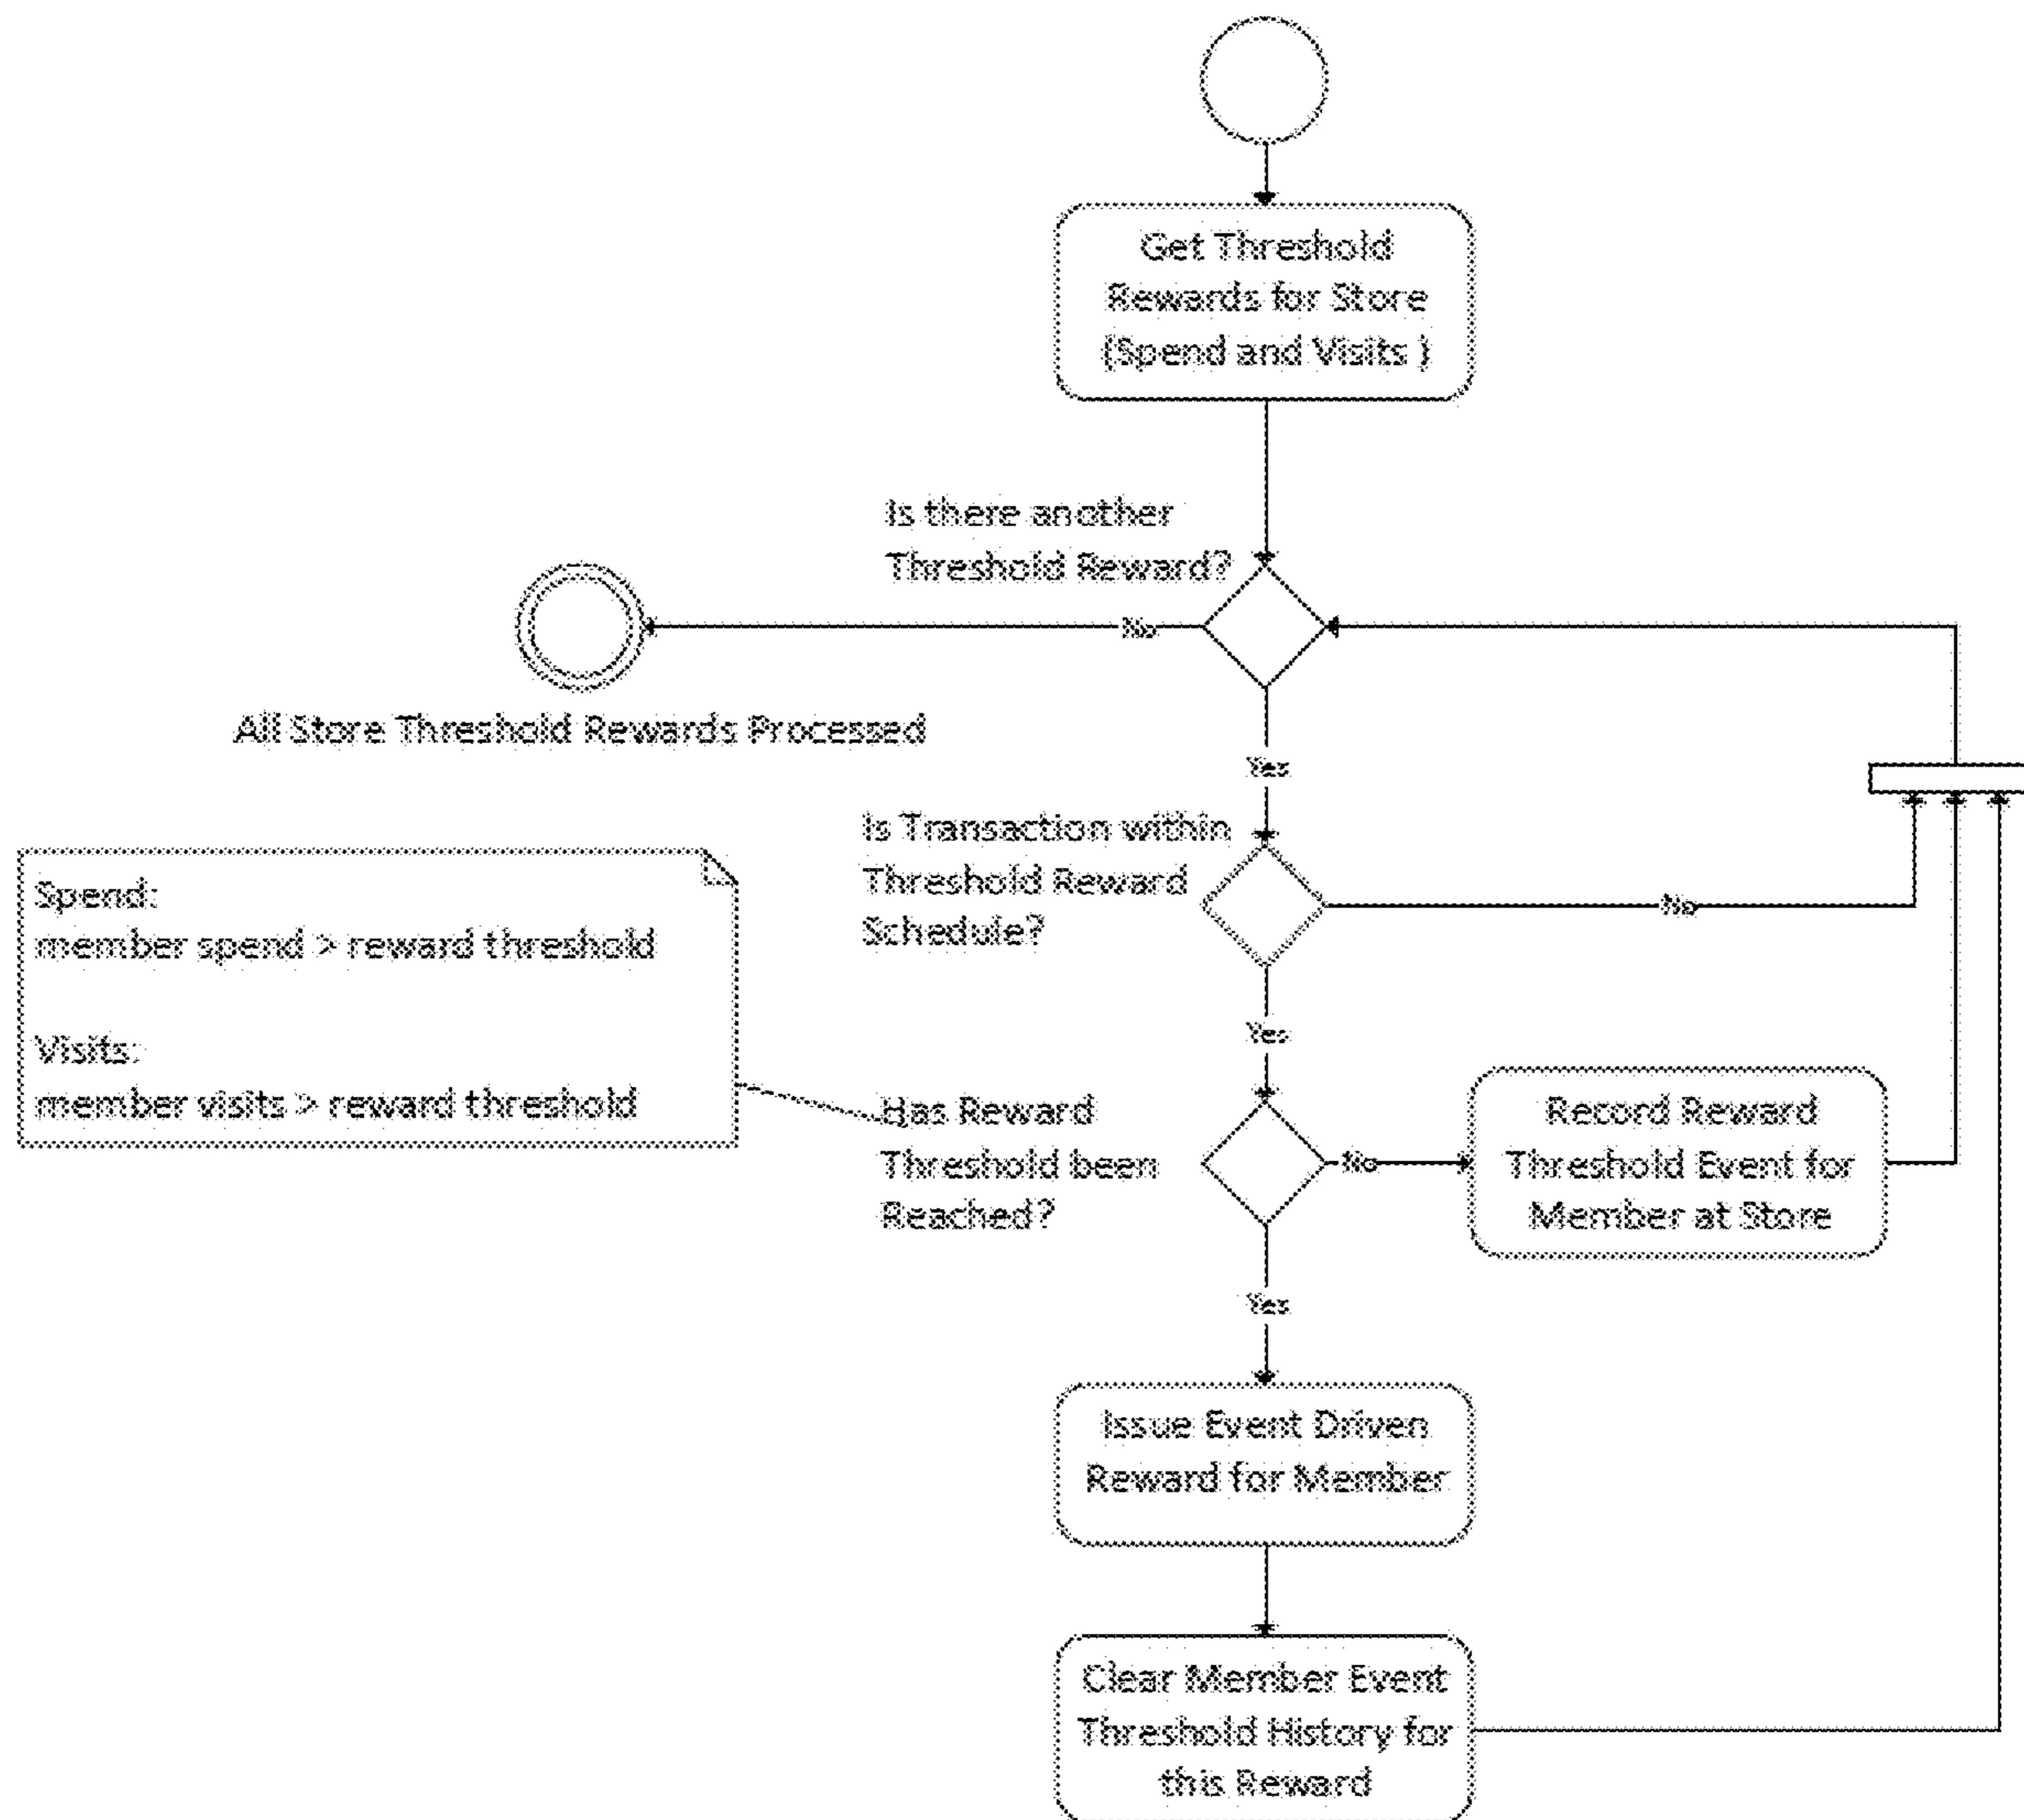 Get Threshold
Rewards for Store
(Spend and Visits )
Is there another
Threshold Reward?
No
All Store Threshold Rewards Processed
Yes
Is Transaction within
Threshold Reward
Schedule?
No
Spend:
member spend > reward threshold
Visits:
member visits > reward threshold
Yes
Has Reward
Threshold been
Reached?
No
Record Reward
Threshold Event for
Member at Store
Yes
Issue Event Driven
Reward for Member
Clear Member Event
Threshold History for
this Reward